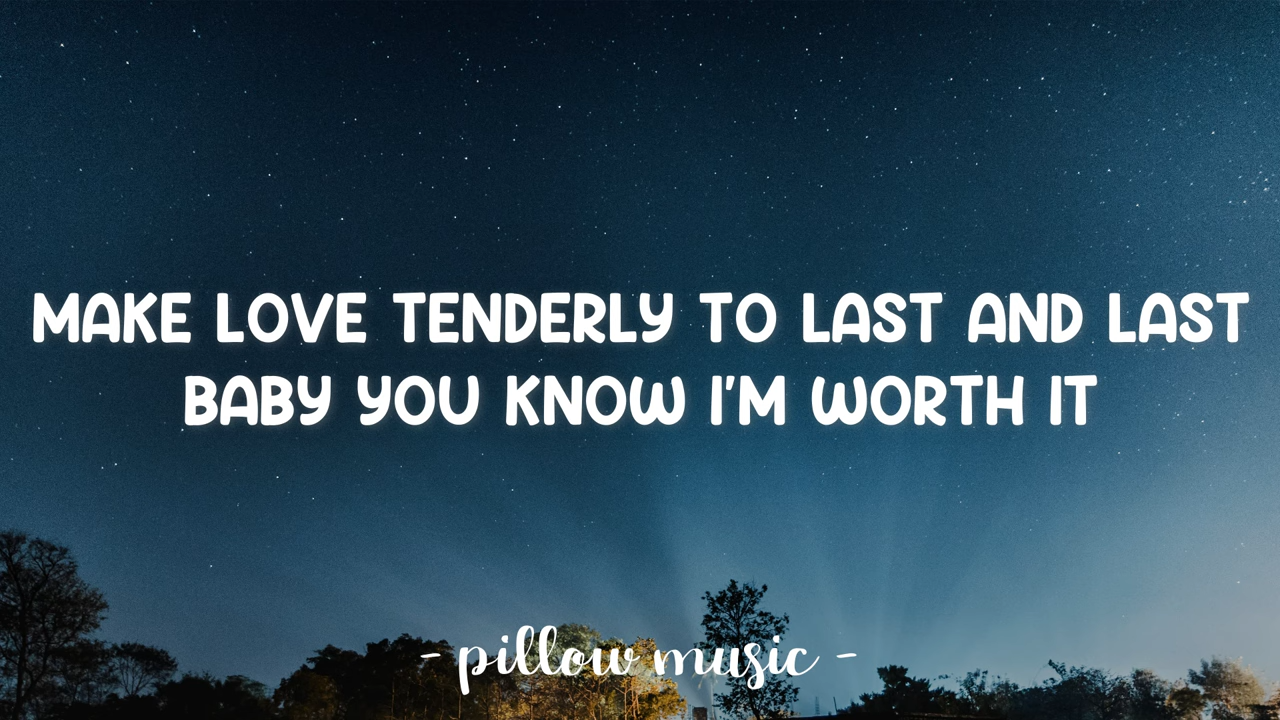 MAKE LOVE TENDERLY TO LAST AND LAST
BABY YOU KNOW I'M WORTH IT
- pillow music -